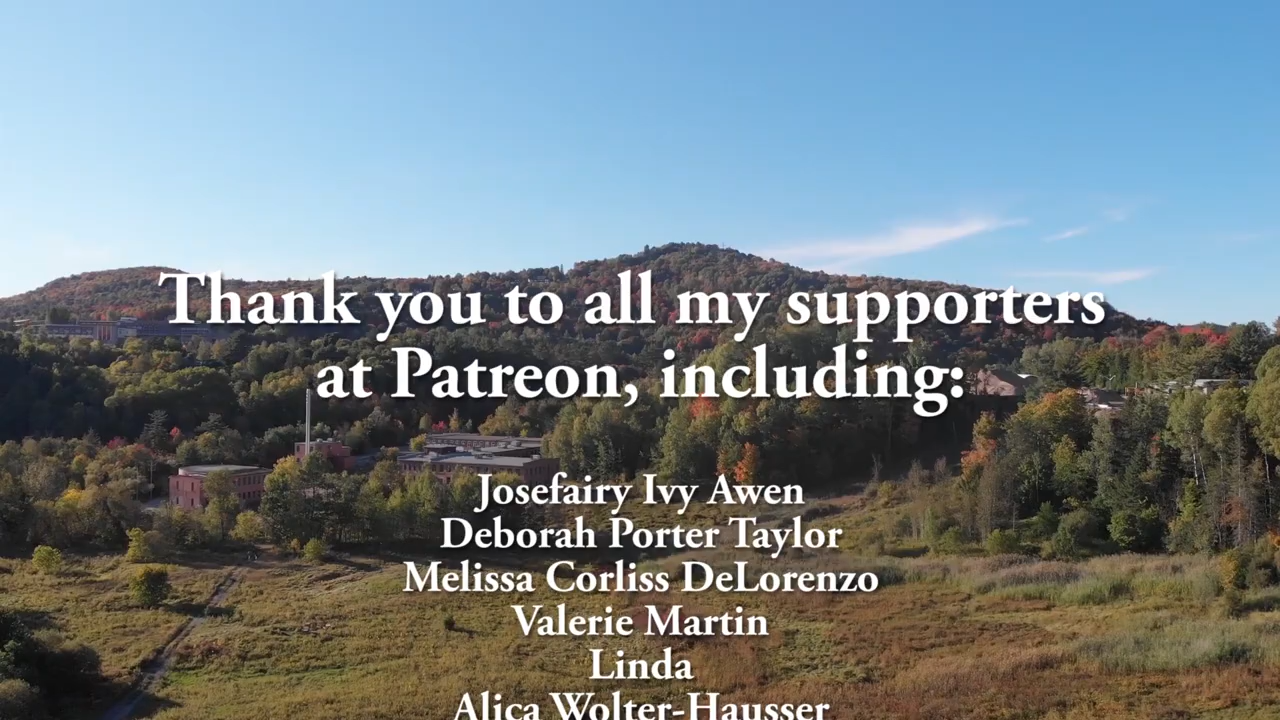 Thank you to all my supporters
at Patreon, including:
Josefairy Ivy Awen
Deborah Porter Taylor
Melissa Corliss DeLorenzo
Valerie Martin
Linda
Alica Wolter-Hausser